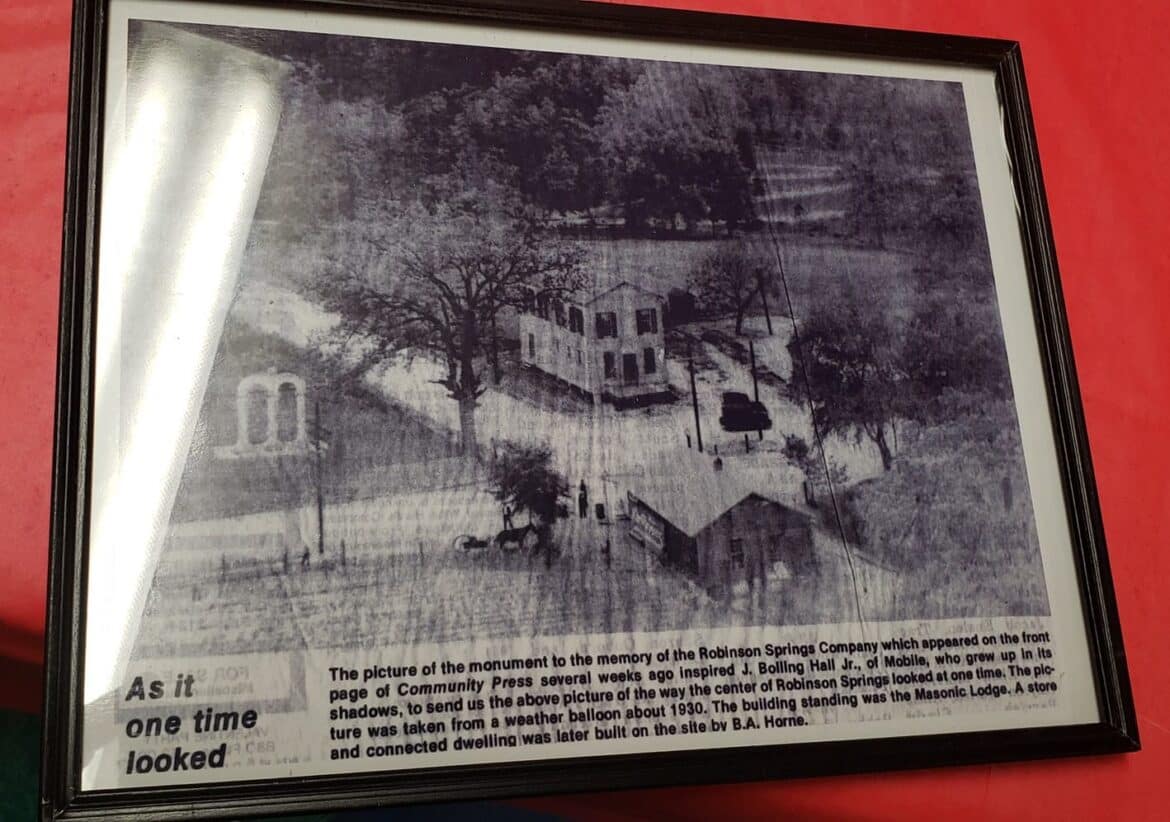 As it
one time
looked
The picture of the monument to the memory of the Robinson Springs Company which appeared on the front
page of Community Press several weeks ago inspired J. Bolling Hall Jr., of Mobile, who grew up in its
shadows, to send us the above picture of the way the center of Robinson Springs looked at one time. The pic-
ture was taken from a weather balloon about 1930. The building standing was the Masonic Lodge. A store
and connected dwelling was later built on the site by B.A. Horne.